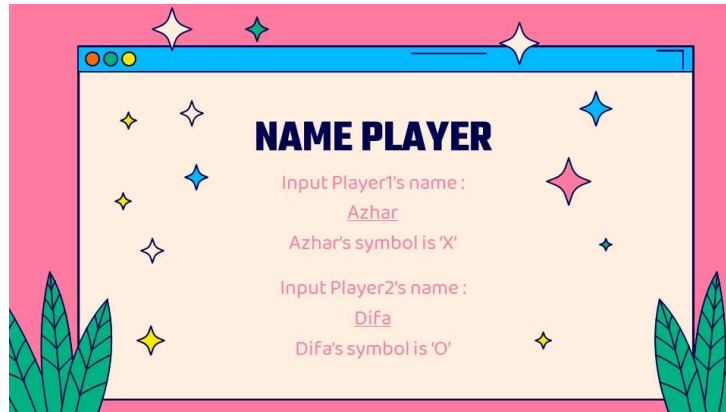 NAME PLAYER
Input Player1's name :
Azhar
Azhar's symbol is 'X'
Input Player2's name :
Difa
Difa's symbol is 'O'